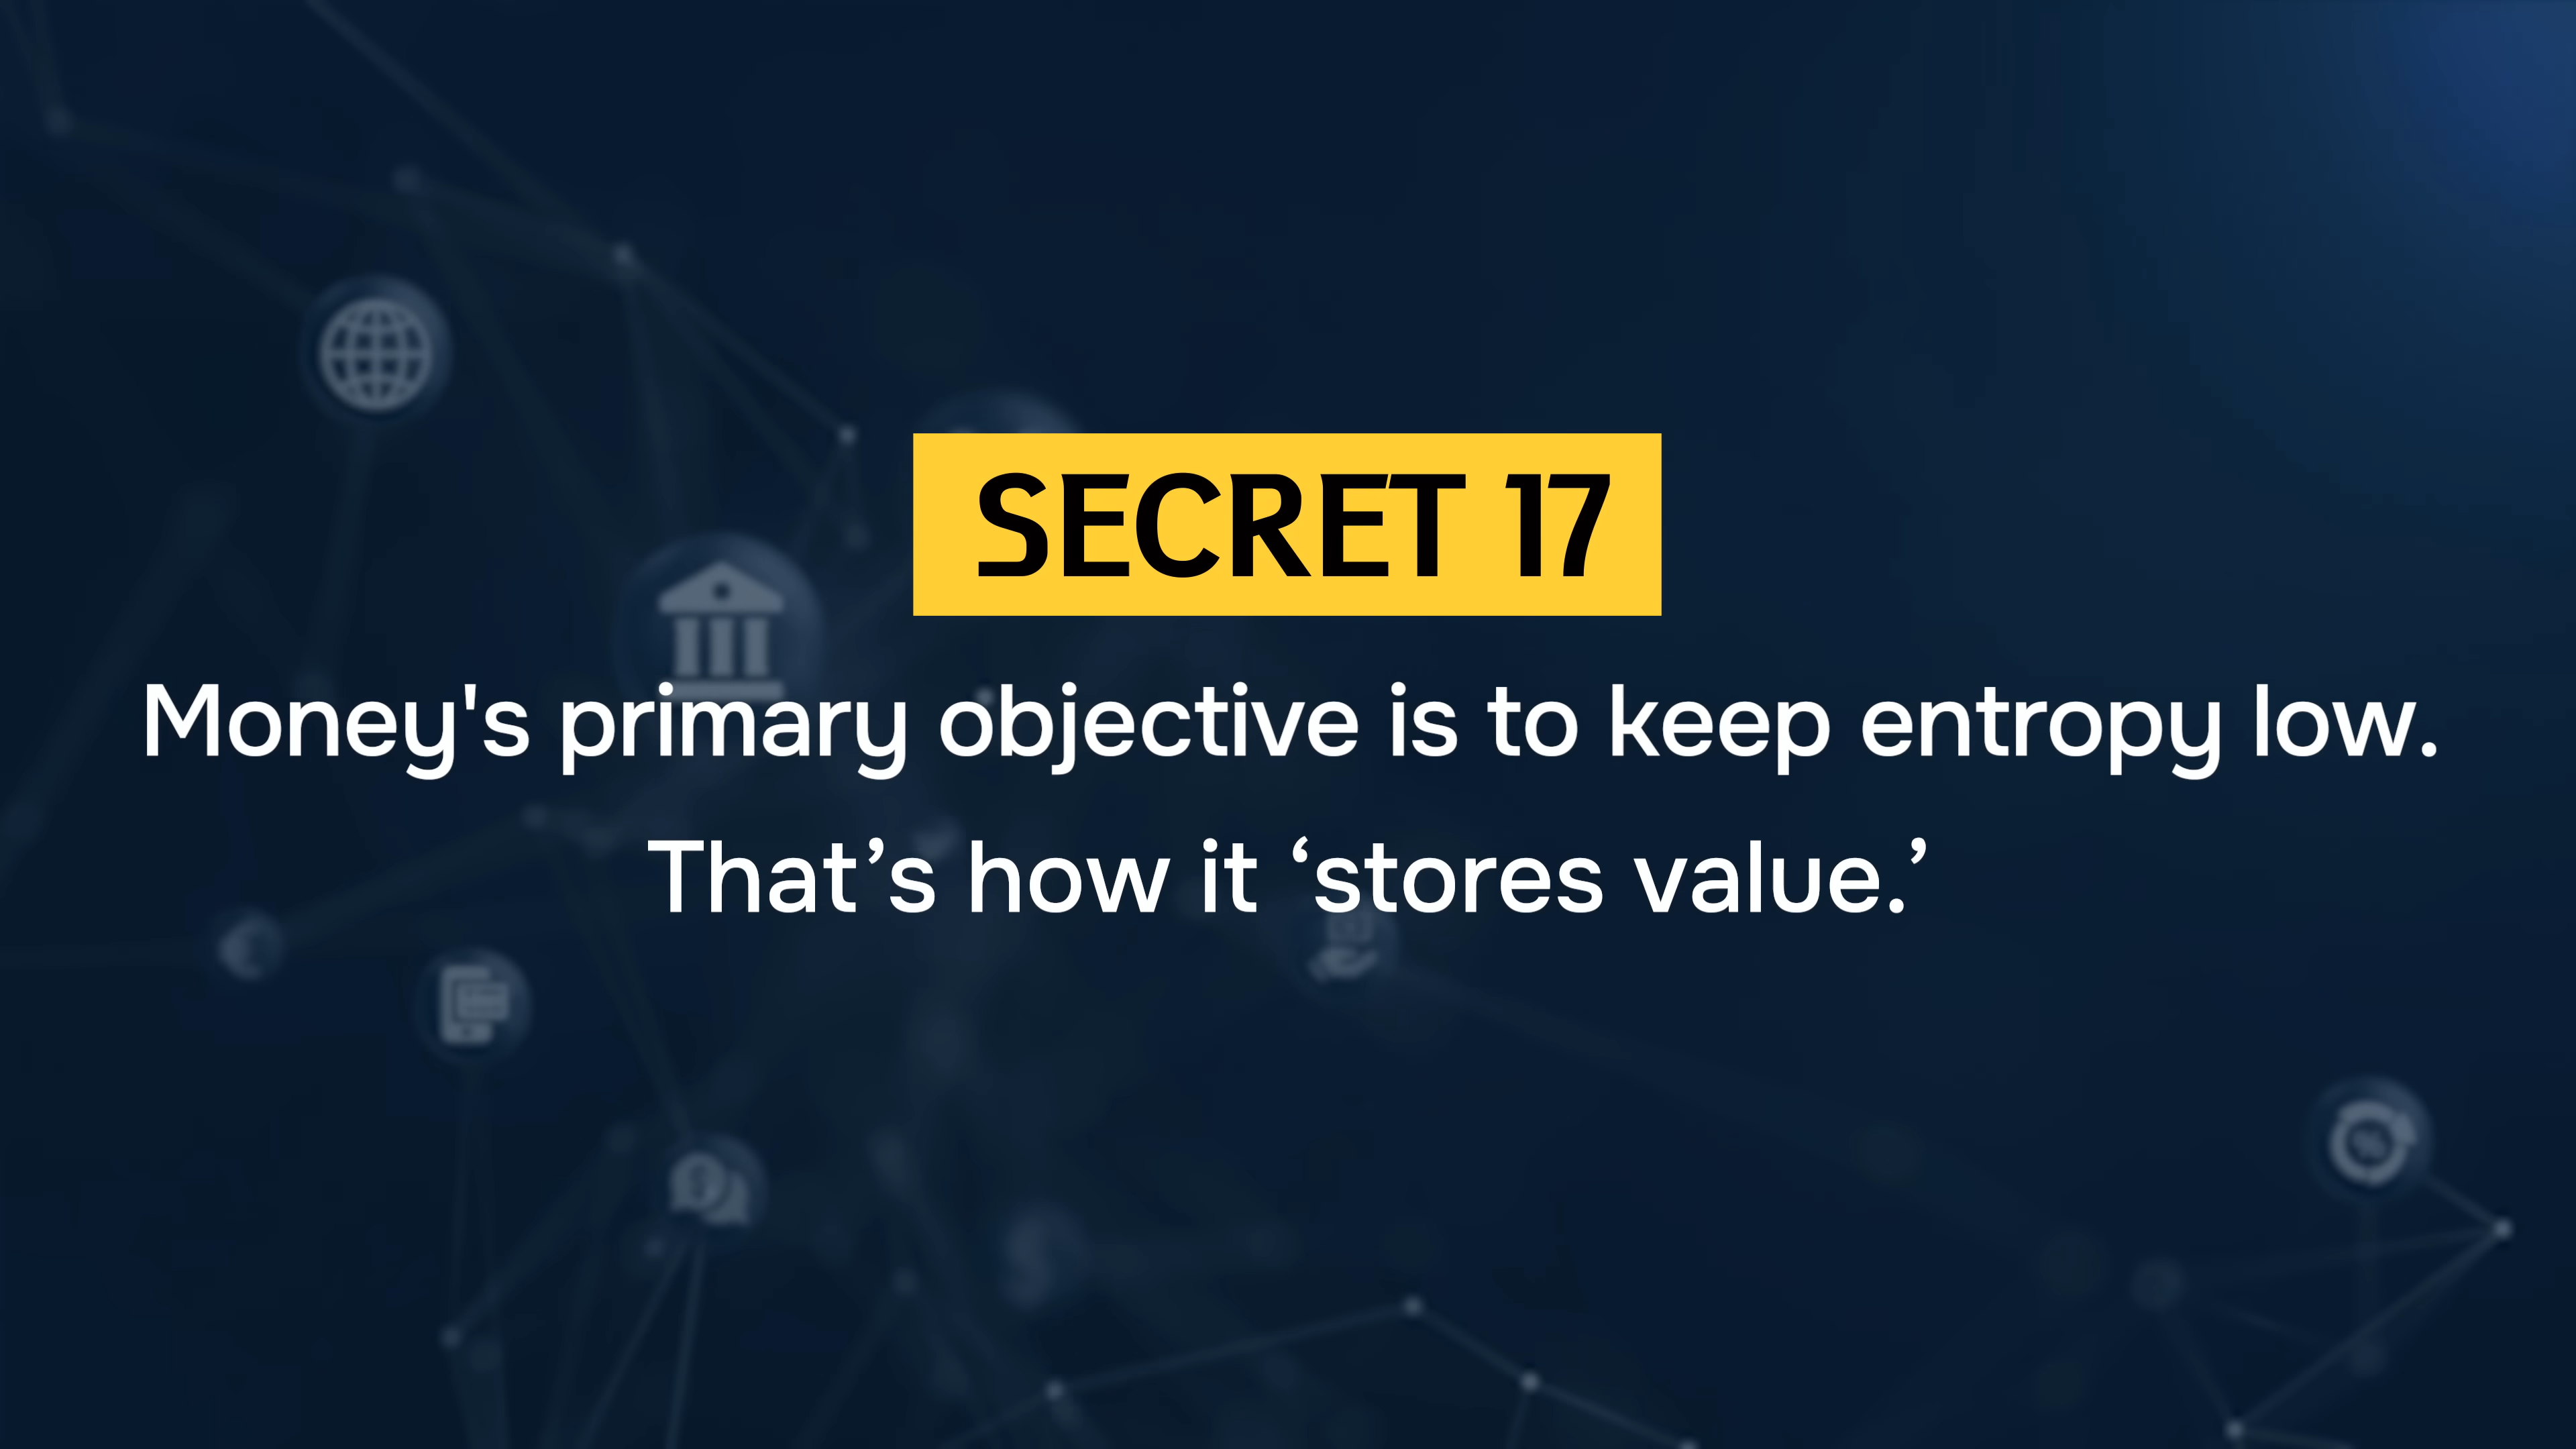 SECRET 17
Money's primary objective is to keep entropy low.
That’s how it ‘stores value.’